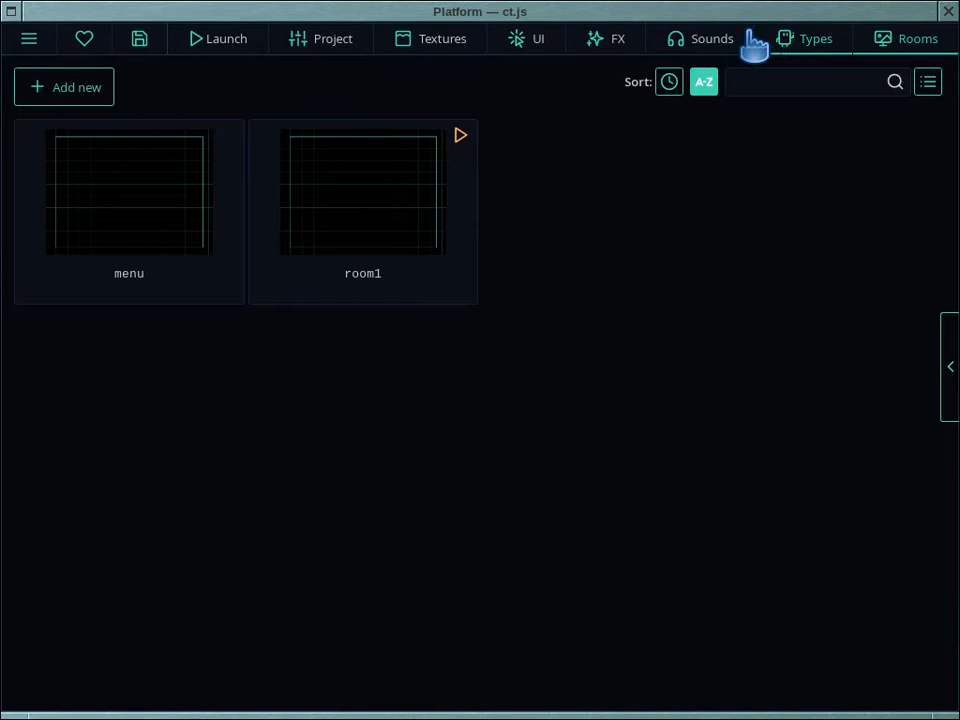 Platform — ct.js
Launch Project Textures UI FX Sounds Types Rooms
Add new Sort: A-Z
menu room1